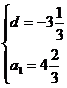 d = -3 1/3
a₁ = 4 2/3